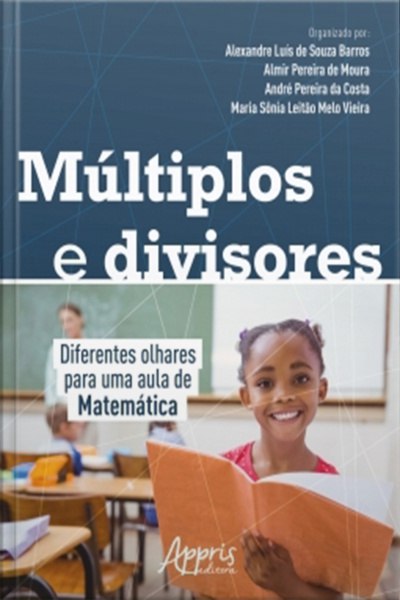 Organizado por:
Alexandre Luís de Souza Barros
Almir Pereira de Moura
André Pereira da Costa
Maria Sônia Leitão Melo Vieira
Múltiplos
e divisores
Diferentes olhares
para uma aula de
Matemática
Appris
editora